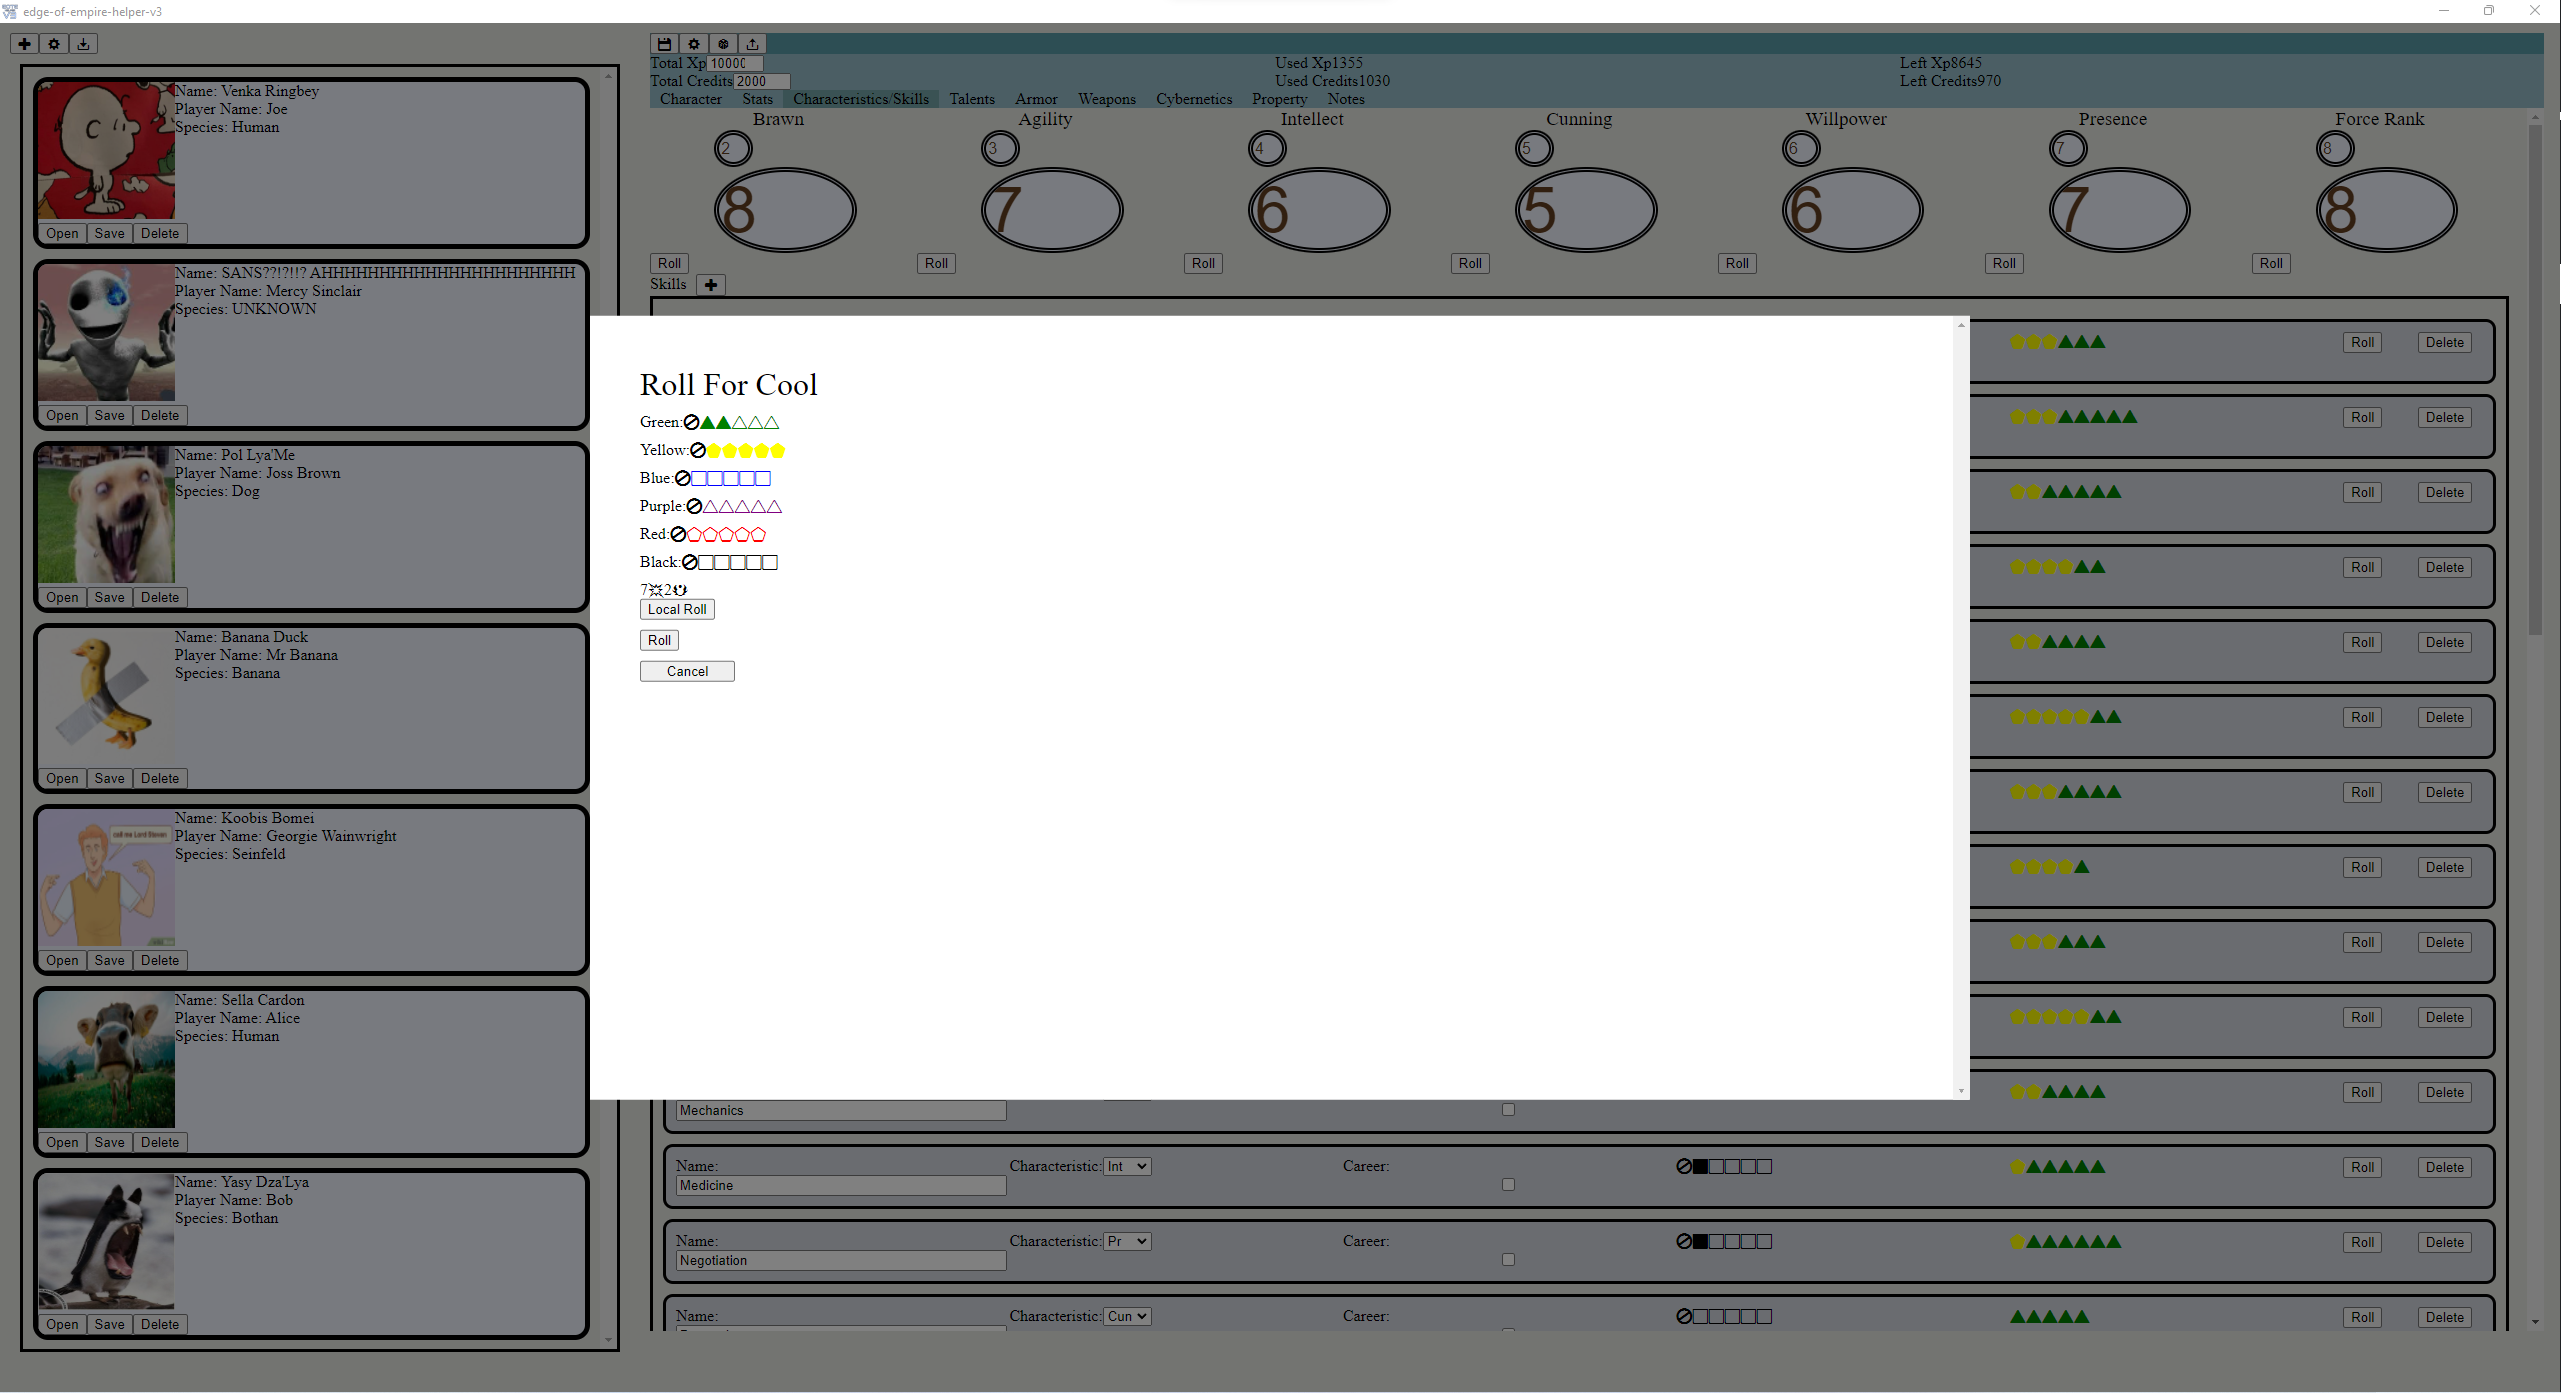 edge-of-empire-helper-v3
Name: Venka Ringbey
Player Name: Joe
Species: Human
Open Save Delete
Name: SANS??!?!!? AHHHHHHHHHHHHHHHHHHHHHHH
Player Name: Mercy Sinclair
Species: UNKNOWN
Open Save Delete
Name: Pol Lya'Me
Player Name: Joss Brown
Species: Dog
Open Save Delete
Name: Banana Duck
Player Name: Mr Banana
Species: Banana
Open Save Delete
call me Lord Steven
Name: Koobis Bomei
Player Name: Georgie Wainwright
Species: Seinfeld
Open Save Delete
Name: Sella Cardon
Player Name: Alice
Species: Human
Open Save Delete
Name: Yasy Dza'Lya
Player Name: Bob
Species: Bothan
Open Save Delete
Total Xp 10000 Used Xp1355 Left Xp8645
Total Credits 2000 Used Credits1030 Left Credits970
Character Stats Characteristics/Skills Talents Armor Weapons Cybernetics Property Notes
Brawn Agility Intellect Cunning Willpower Presence Force Rank
2 3 4 5 6 7 8
8 7 6 5 6 7 8
Roll Roll Roll Roll Roll Roll Roll
Skills
Roll For Cool
Green:
Yellow:
Blue:
Purple:
Red:
Black:
7 2
Local Roll
Roll
Cancel
Roll Delete
Roll Delete
Roll Delete
Roll Delete
Roll Delete
Roll Delete
Roll Delete
Roll Delete
Roll Delete
Roll Delete
Roll Delete
Mechanics
Name: Characteristic: Int Career: Roll Delete
Medicine
Name: Characteristic: Pr Career: Roll Delete
Negotiation
Name: Characteristic: Cun Career: Roll Delete